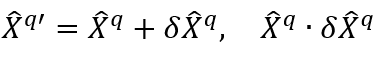 X̂^{q′} = X̂^q + δX̂^q,    X̂^q · δX̂^q